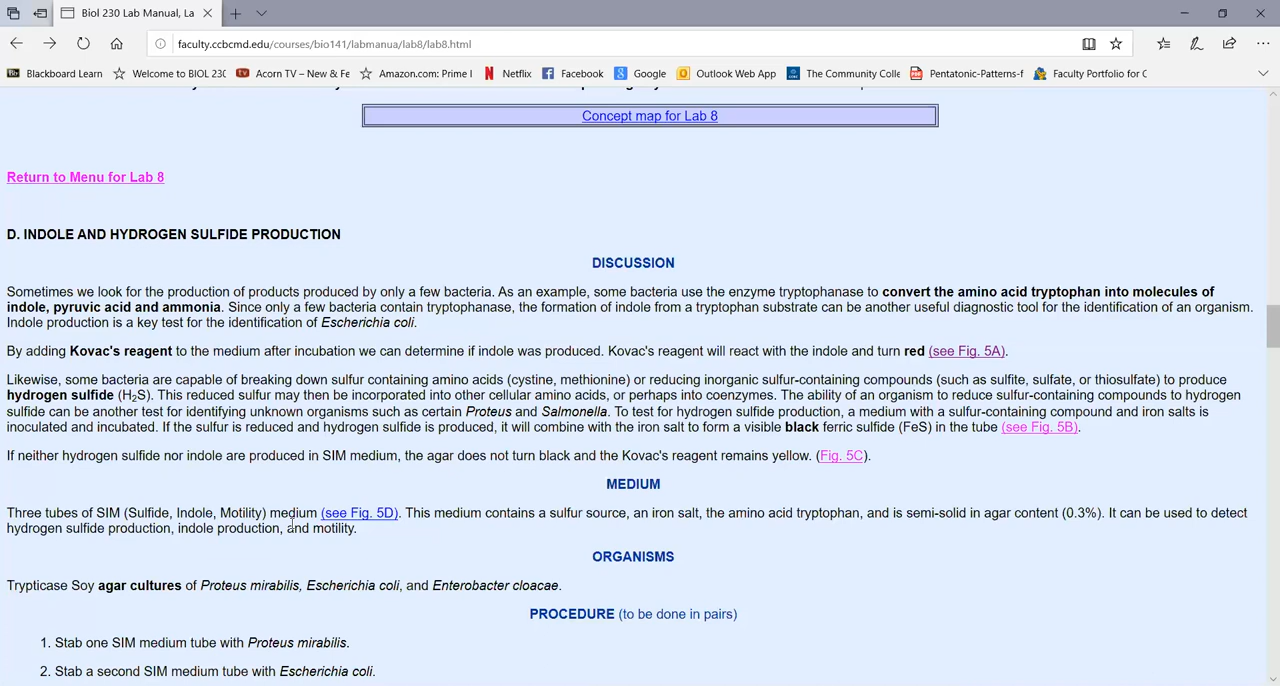 Biol 230 Lab Manual, La
faculty.ccbcmd.edu/courses/bio141/labmanua/lab8/lab8.html
Bb Blackboard Learn Welcome to BIOL 230 Acorn TV – New & Fe Amazon.com: Prime I Netflix Facebook Google Outlook Web App The Community Colle Pentatonic-Patterns-f Faculty Portfolio for C
Concept map for Lab 8
Return to Menu for Lab 8
D. INDOLE AND HYDROGEN SULFIDE PRODUCTION
DISCUSSION
Sometimes we look for the production of products produced by only a few bacteria. As an example, some bacteria use the enzyme tryptophanase to convert the amino acid tryptophan into molecules of
indole, pyruvic acid and ammonia. Since only a few bacteria contain tryptophanase, the formation of indole from a tryptophan substrate can be another useful diagnostic tool for the identification of an organism.
Indole production is a key test for the identification of Escherichia coli.
By adding Kovac's reagent to the medium after incubation we can determine if indole was produced. Kovac's reagent will react with the indole and turn red (see Fig. 5A).
Likewise, some bacteria are capable of breaking down sulfur containing amino acids (cystine, methionine) or reducing inorganic sulfur-containing compounds (such as sulfite, sulfate, or thiosulfate) to produce
hydrogen sulfide (H2S). This reduced sulfur may then be incorporated into other cellular amino acids, or perhaps into coenzymes. The ability of an organism to reduce sulfur-containing compounds to hydrogen
sulfide can be another test for identifying unknown organisms such as certain Proteus and Salmonella. To test for hydrogen sulfide production, a medium with a sulfur-containing compound and iron salts is
inoculated and incubated. If the sulfur is reduced and hydrogen sulfide is produced, it will combine with the iron salt to form a visible black ferric sulfide (FeS) in the tube (see Fig. 5B).
If neither hydrogen sulfide nor indole are produced in SIM medium, the agar does not turn black and the Kovac's reagent remains yellow. (Fig. 5C).
MEDIUM
Three tubes of SIM (Sulfide, Indole, Motility) medium (see Fig. 5D). This medium contains a sulfur source, an iron salt, the amino acid tryptophan, and is semi-solid in agar content (0.3%). It can be used to detect
hydrogen sulfide production, indole production, and motility.
ORGANISMS
Trypticase Soy agar cultures of Proteus mirabilis, Escherichia coli, and Enterobacter cloacae.
PROCEDURE (to be done in pairs)
1. Stab one SIM medium tube with Proteus mirabilis.
2. Stab a second SIM medium tube with Escherichia coli.